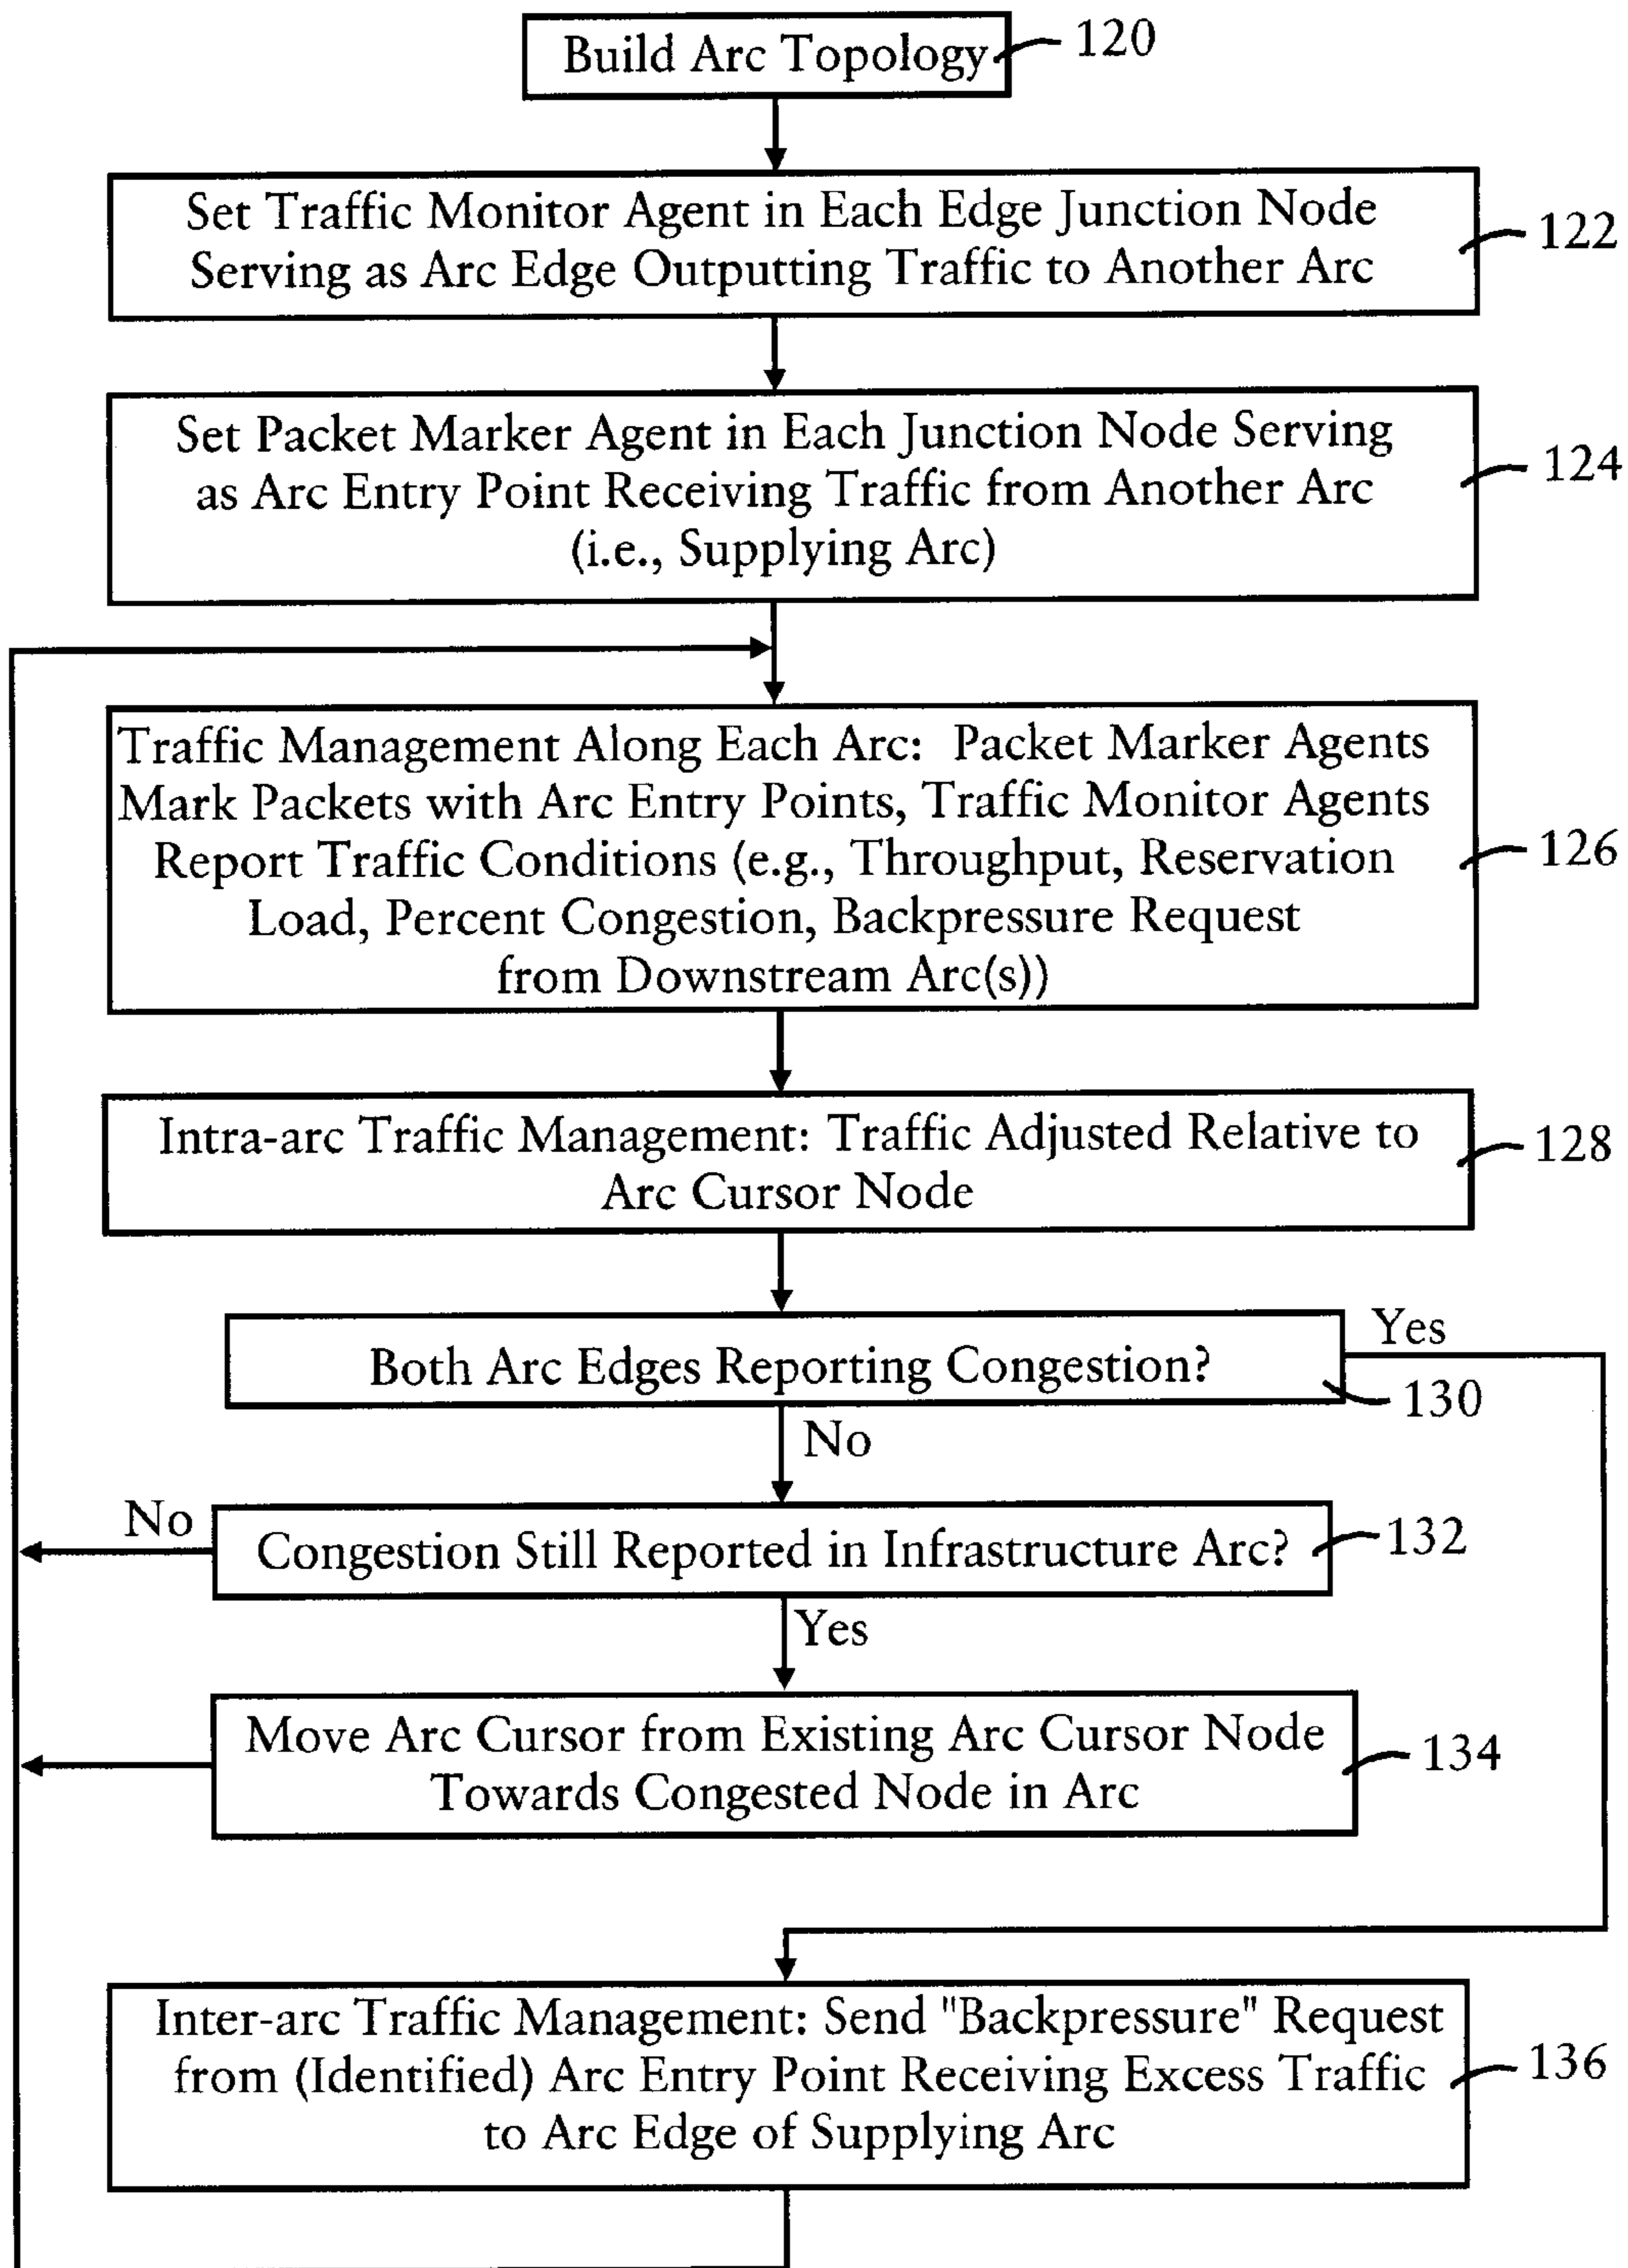 Build Arc Topology
120
Set Traffic Monitor Agent in Each Edge Junction Node
Serving as Arc Edge Outputting Traffic to Another Arc
122
Set Packet Marker Agent in Each Junction Node Serving
as Arc Entry Point Receiving Traffic from Another Arc
(i.e., Supplying Arc)
124
Traffic Management Along Each Arc: Packet Marker Agents
Mark Packets with Arc Entry Points, Traffic Monitor Agents
Report Traffic Conditions (e.g., Throughput, Reservation
Load, Percent Congestion, Backpressure Request
from Downstream Arc(s))
126
Intra-arc Traffic Management: Traffic Adjusted Relative to
Arc Cursor Node
128
Both Arc Edges Reporting Congestion?
Yes
130
No
No
Congestion Still Reported in Infrastructure Arc?
132
Yes
Move Arc Cursor from Existing Arc Cursor Node
Towards Congested Node in Arc
134
Inter-arc Traffic Management: Send "Backpressure" Request
from (Identified) Arc Entry Point Receiving Excess Traffic
to Arc Edge of Supplying Arc
136